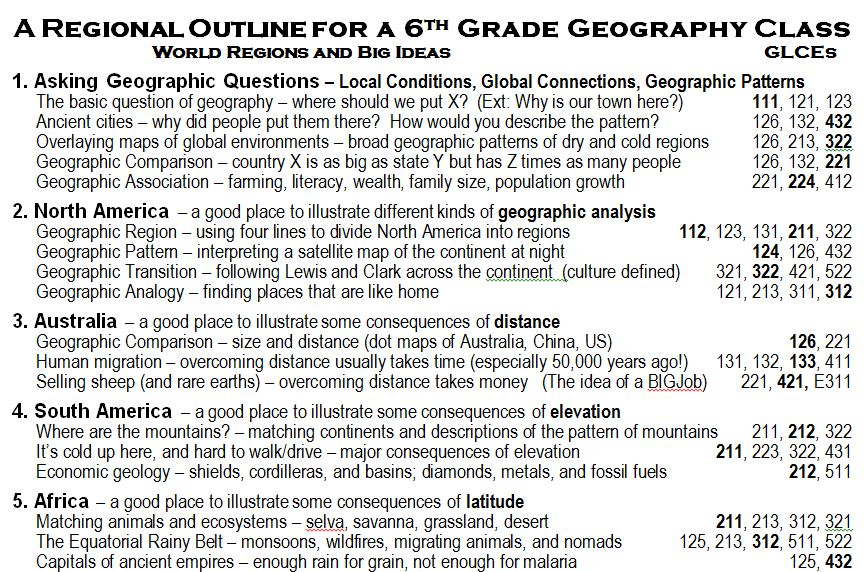 A Regional Outline for a 6th Grade Geography Class
World Regions and Big Ideas GLCEs
1. Asking Geographic Questions – Local Conditions, Global Connections, Geographic Patterns
The basic question of geography – where should we put X? (Ext: Why is our town here?) 111, 121, 123
Ancient cities – why did people put them there? How would you describe the pattern? 126, 132, 432
Overlaying maps of global environments – broad geographic patterns of dry and cold regions 126, 213, 322
Geographic Comparison – country X is as big as state Y but has Z times as many people 126, 132, 221
Geographic Association – farming, literacy, wealth, family size, population growth 221, 224, 412
2. North America – a good place to illustrate different kinds of geographic analysis
Geographic Region – using four lines to divide North America into regions 112, 123, 131, 211, 322
Geographic Pattern – interpreting a satellite map of the continent at night 124, 126, 432
Geographic Transition – following Lewis and Clark across the continent (culture defined) 321, 322, 421, 522
Geographic Analogy – finding places that are like home 121, 213, 311, 312
3. Australia – a good place to illustrate some consequences of distance
Geographic Comparison – size and distance (dot maps of Australia, China, US) 126, 221
Human migration – overcoming distance usually takes time (especially 50,000 years ago!) 131, 132, 133, 411
Selling sheep (and rare earths) – overcoming distance takes money (The idea of a BIGJob) 221, 421, E311
4. South America – a good place to illustrate some consequences of elevation
Where are the mountains? – matching continents and descriptions of the pattern of mountains 211, 212, 322
It's cold up here, and hard to walk/drive – major consequences of elevation 211, 223, 322, 431
Economic geology – shields, cordilleras, and basins; diamonds, metals, and fossil fuels 212, 511
5. Africa – a good place to illustrate some consequences of latitude
Matching animals and ecosystems – selva, savanna, grassland, desert 211, 213, 312, 321
The Equatorial Rainy Belt – monsoons, wildfires, migrating animals, and nomads 125, 213, 312, 511, 522
Capitals of ancient empires – enough rain for grain, not enough for malaria 125, 432